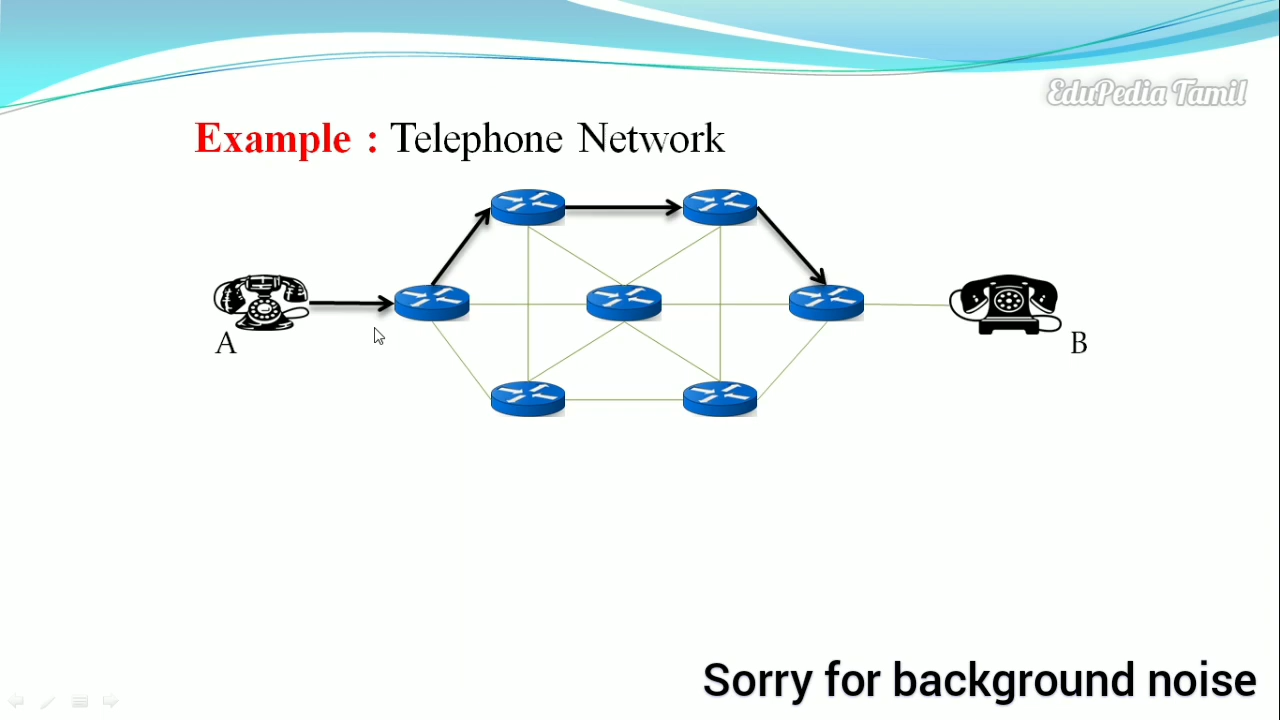 EduPedia Tamil
Example : Telephone Network
A
B
Sorry for background noise